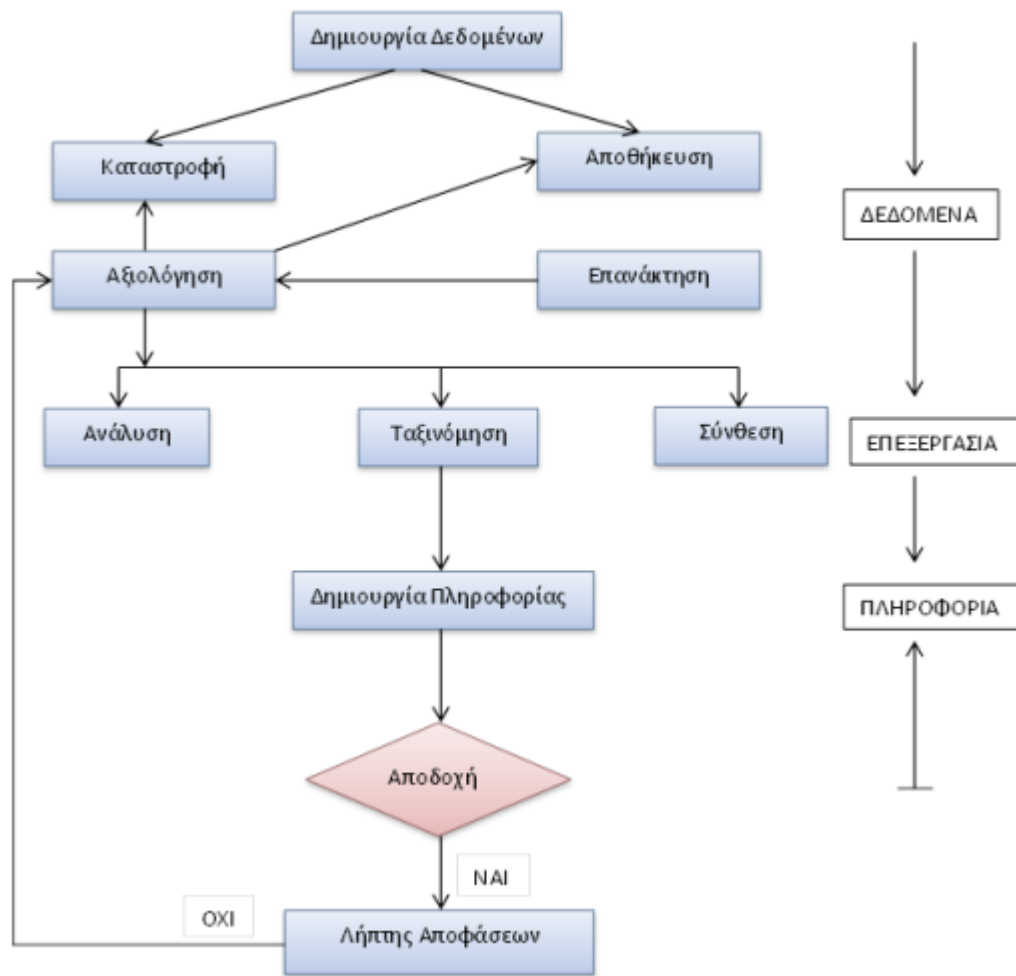 Δημιουργία Δεδομένων
Καταστροφή
Αποθήκευση
ΔΕΔΟΜΕΝΑ
Αξιολόγηση
Επανάκτηση
Ανάλυση
Ταξινόμηση
Σύνθεση
ΕΠΕΞΕΡΓΑΣΙΑ
Δημιουργία Πληροφορίας
ΠΛΗΡΟΦΟΡΙΑ
Αποδοχή
ΝΑΙ
ΟΧΙ
Λήπτης Αποφάσεων